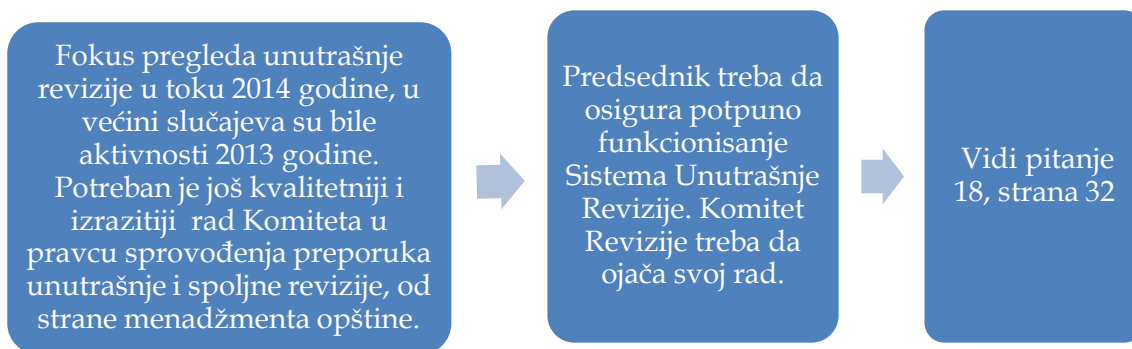 Fokus pregleda unutrašnje
revizije u toku 2014 godine, u
većini slučajeva su bile
aktivnosti 2013 godine.
Potreban je još kvalitetniji i
izrazitiji rad Komiteta u
pravcu sprovođenja preporuka
unutrašnje i spoljne revizije, od
strane menadžmenta opštine.
Predsednik treba da
osigura potpuno
funkcionisanje
Sistema Unutrašnje
Revizije. Komitet
Revizije treba da
ojača svoj rad.
Vidi pitanje
18, strana 32